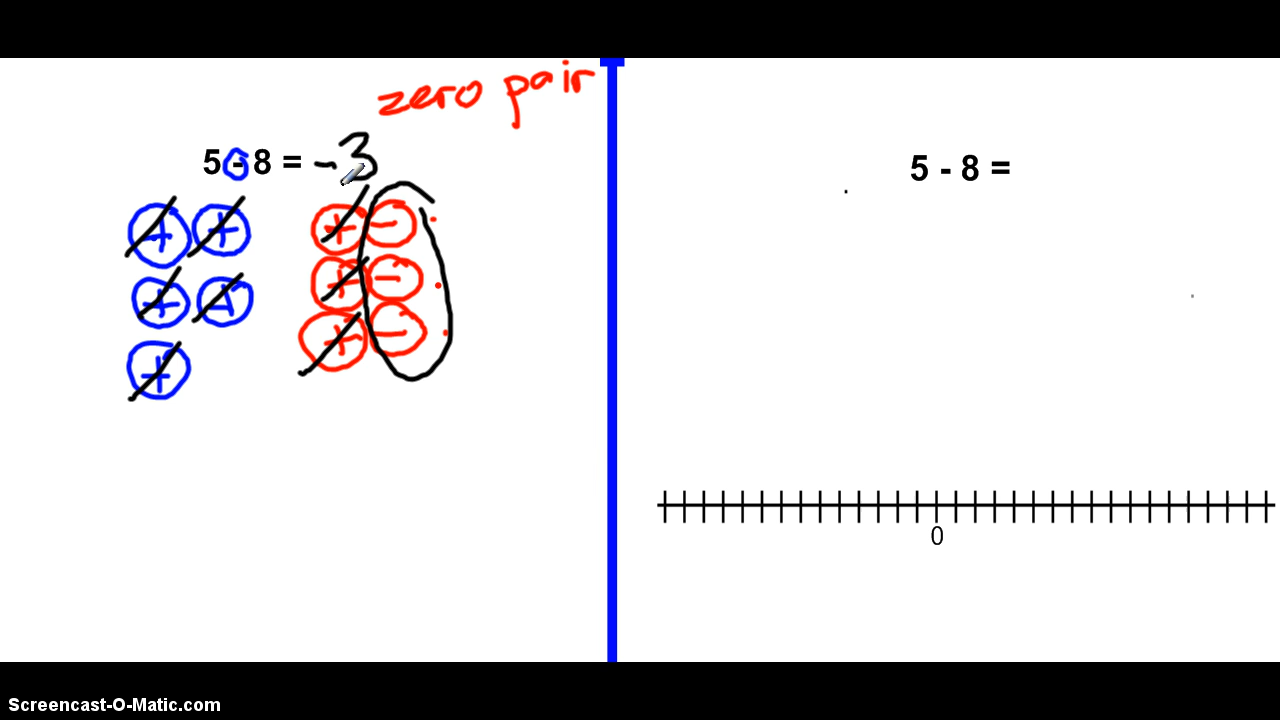 zero pair
5 - 8 = -3
+ +
+ +
+
+ -
+ -
+ -
5 - 8 =
0
Screencast-O-Matic.com